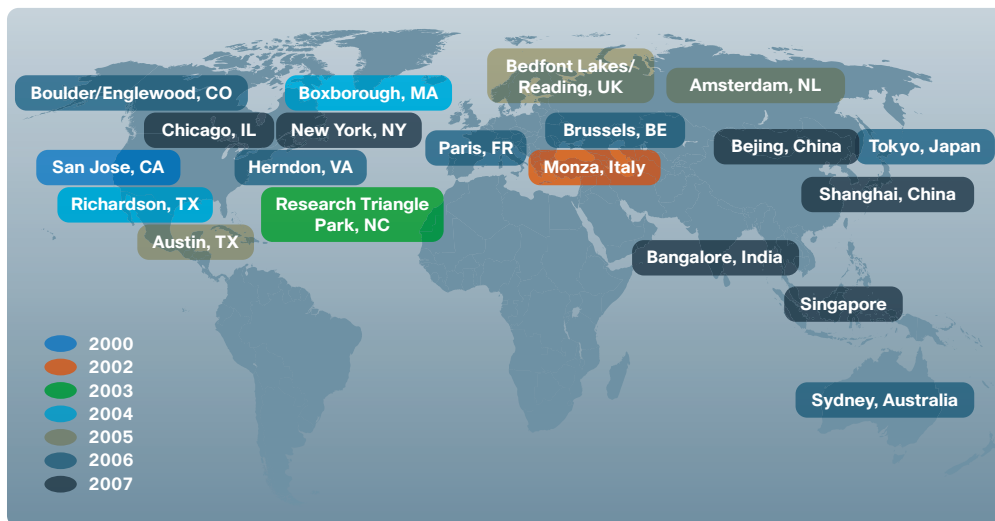 Bedfont Lakes/
Reading, UK
Amsterdam, NL
Boulder/Englewood, CO
Boxborough, MA
Chicago, IL
New York, NY
Brussels, BE
Paris, FR
Bejing, China
Tokyo, Japan
San Jose, CA
Herndon, VA
Monza, Italy
Shanghai, China
Richardson, TX
Research Triangle
Park, NC
Austin, TX
Bangalore, India
Singapore
2000
2002
2003
2004
2005
2006
2007
Sydney, Australia